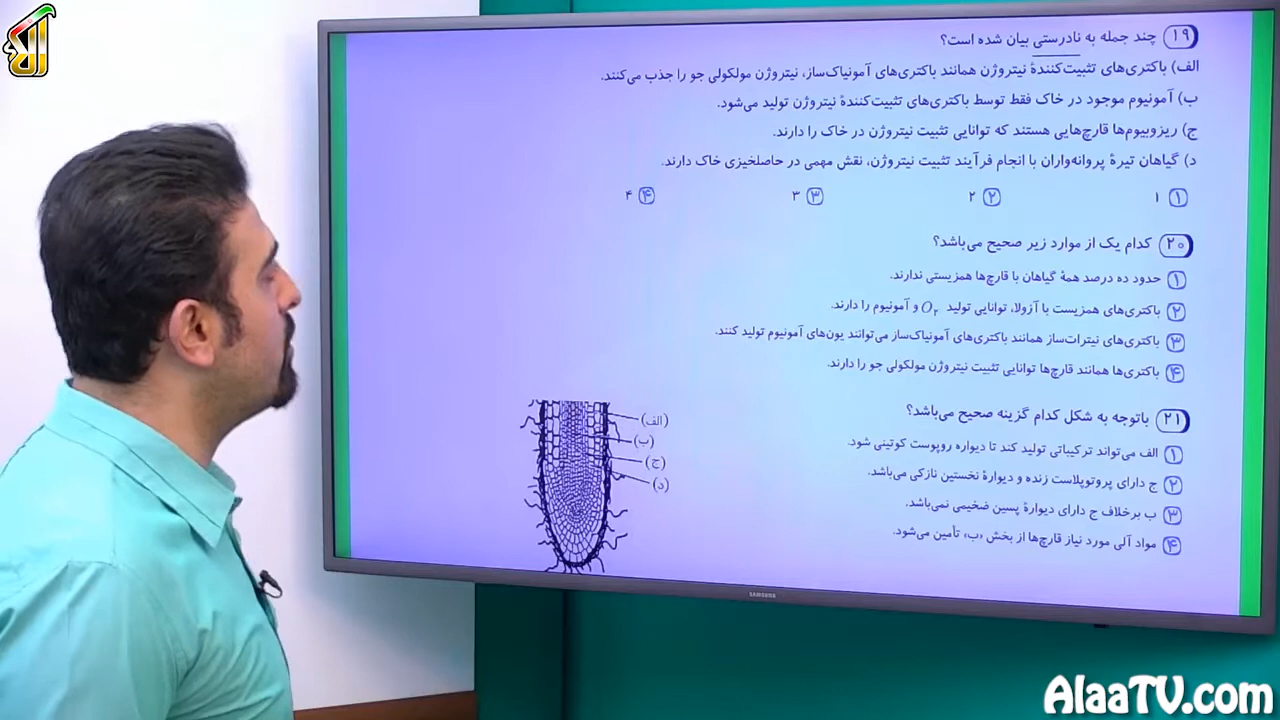 ۱۹ چند جمله به نادرستی بیان شده است؟
الف) باکتری‌های تثبیت‌کنندهٔ نیتروژن همانند باکتری‌های آمونیاک‌ساز، نیتروژن مولکولی جو را جذب می‌کنند.
ب) آمونیوم موجود در خاک فقط توسط باکتری‌های تثبیت‌کنندهٔ نیتروژن تولید می‌شود.
ج) ریزوبیوم‌ها قارچ‌هایی هستند که توانایی تثبیت نیتروژن در خاک را دارند.
د) گیاهان تیرهٔ پروانه‌واران با انجام فرآیند تثبیت نیتروژن، نقش مهمی در حاصلخیزی خاک دارند.
۱ ۱ ۲ ۲ ۳ ۳ ۴ ۴
۲۰ کدام یک از موارد زیر صحیح می‌باشد؟
۱ حدود ده درصد همهٔ گیاهان با قارچ‌ها همزیستی ندارند.
۲ باکتری‌های همزیست با آزولا، توانایی تولید O۲ و آمونیوم را دارند.
۳ باکتری‌های نیترات‌ساز همانند باکتری‌های آمونیاک‌ساز می‌توانند یون‌های آمونیوم تولید کنند.
۴ باکتری‌ها همانند قارچ‌ها توانایی تثبیت نیتروژن مولکولی جو را دارند.
۲۱ باتوجه به شکل کدام گزینه صحیح می‌باشد؟
۱ الف می‌تواند ترکیباتی تولید کند تا دیواره روپوست کوتینی شود.
۲ ج دارای پروتوپلاست زنده و دیوارهٔ نخستین نازکی می‌باشد.
۳ ب برخلاف ج دارای دیوارهٔ پسین ضخیمی نمی‌باشد.
۴ مواد آلی مورد نیاز قارچ‌ها از بخش «ب» تأمین می‌شود.
(الف)
(ب)
(ج)
(د)
SAMSUNG
AlaaTV.com